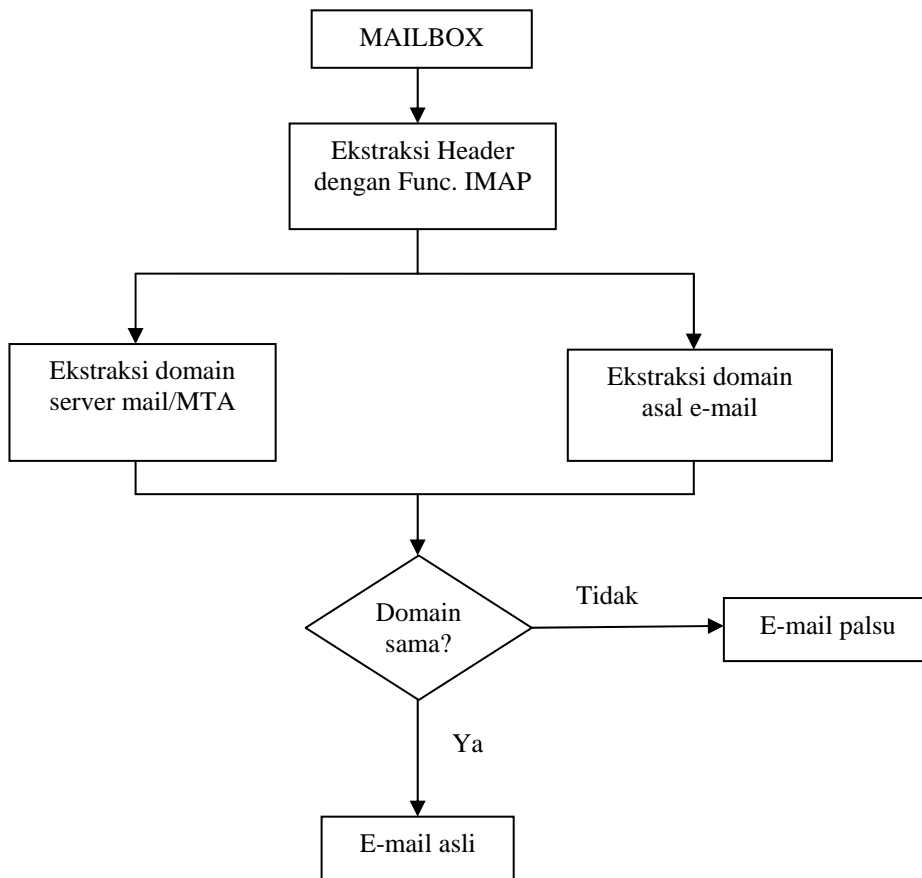 MAILBOX
Ekstraksi Header
dengan Func. IMAP
Ekstraksi domain
server mail/MTA
Ekstraksi domain
asal e-mail
Domain
sama?
Tidak
E-mail palsu
Ya
E-mail asli